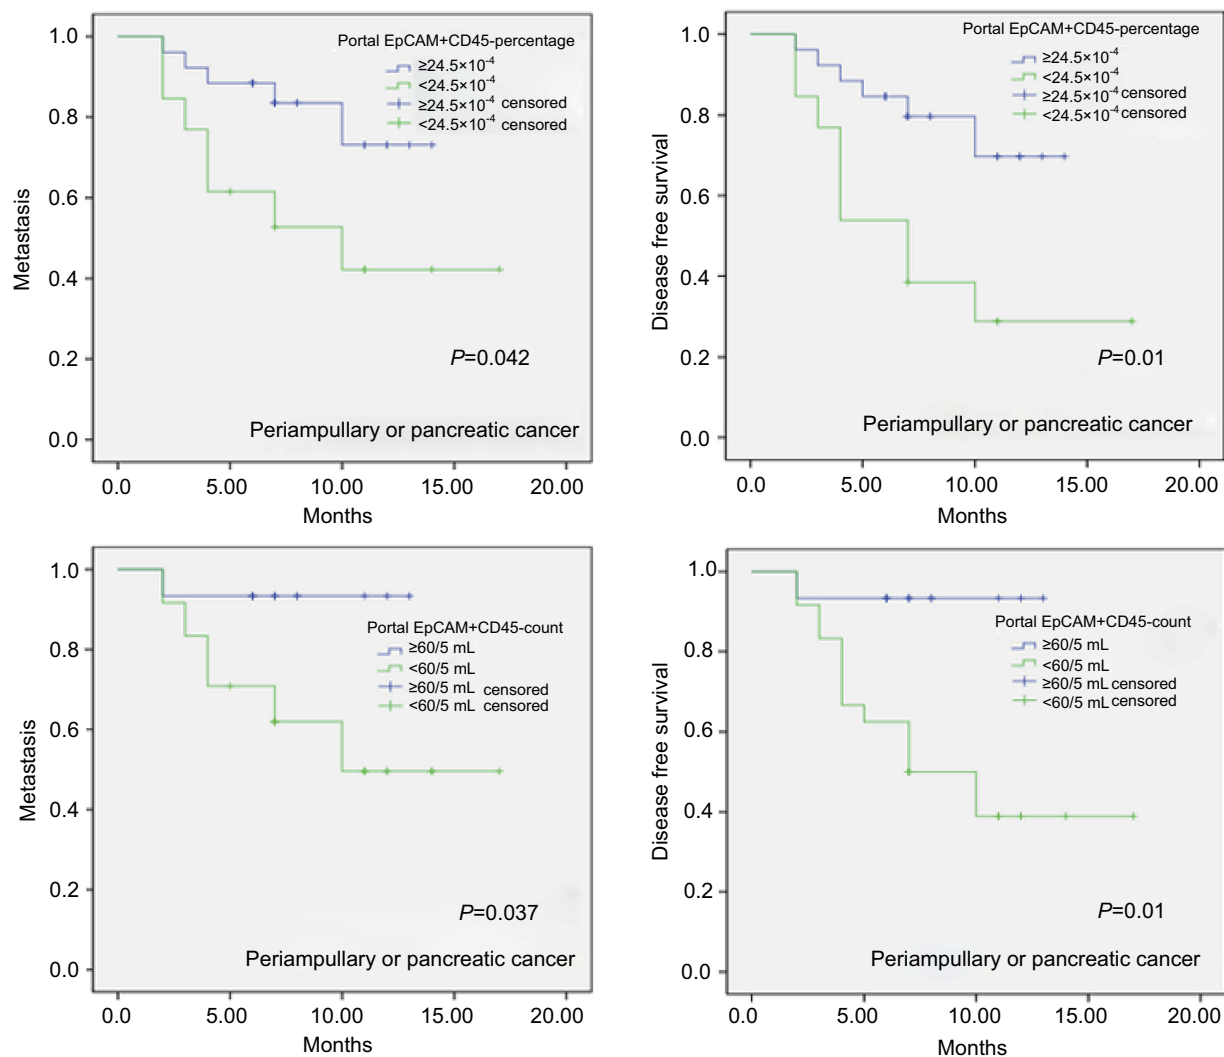 Portal EpCAM+CD45-percentage
≥24.5×10⁻⁴
<24.5×10⁻⁴
≥24.5×10⁻⁴ censored
<24.5×10⁻⁴ censored
1.0
0.8
0.6
0.4
0.2
0.0
Metastasis
P=0.042
Periampullary or pancreatic cancer
0.0 5.00 10.00 15.00 20.00
Months
Portal EpCAM+CD45-percentage
≥24.5×10⁻⁴
<24.5×10⁻⁴
≥24.5×10⁻⁴ censored
<24.5×10⁻⁴ censored
1.0
0.8
0.6
0.4
0.2
0.0
Disease free survival
P=0.01
Periampullary or pancreatic cancer
0.0 5.00 10.00 15.00 20.00
Months
Portal EpCAM+CD45-count
≥60/5 mL
<60/5 mL
≥60/5 mL censored
<60/5 mL censored
1.0
0.8
0.6
0.4
0.2
0.0
Metastasis
P=0.037
Periampullary or pancreatic cancer
0.0 5.00 10.00 15.00 20.00
Months
Portal EpCAM+CD45-count
≥60/5 mL
<60/5 mL
≥60/5 mL censored
<60/5 mL censored
1.0
0.8
0.6
0.4
0.2
0.0
Disease free survival
P=0.01
Periampullary or pancreatic cancer
0.0 5.00 10.00 15.00 20.00
Months